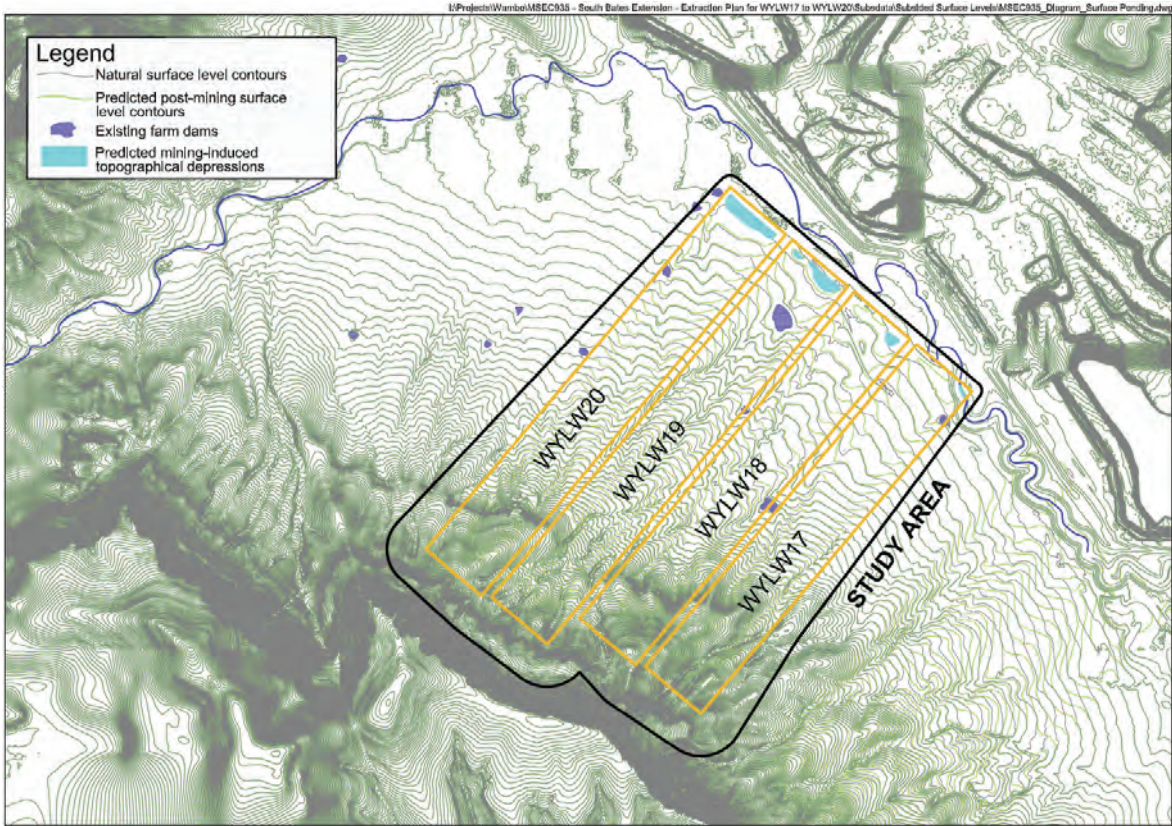 I:\Projects\Wambo\MSEC935 - South Bates Extension - Extraction Plan for WYLW17 to WYLW20\Subsdata\Subsided Surface Levels\MSEC935_Diagram_Surface Ponding.dwg
Legend
Natural surface level contours
Predicted post-mining surface
level contours
Existing farm dams
Predicted mining-induced
topographical depressions
WYLW20
WYLW19
WYLW18
WYLW17
STUDY AREA